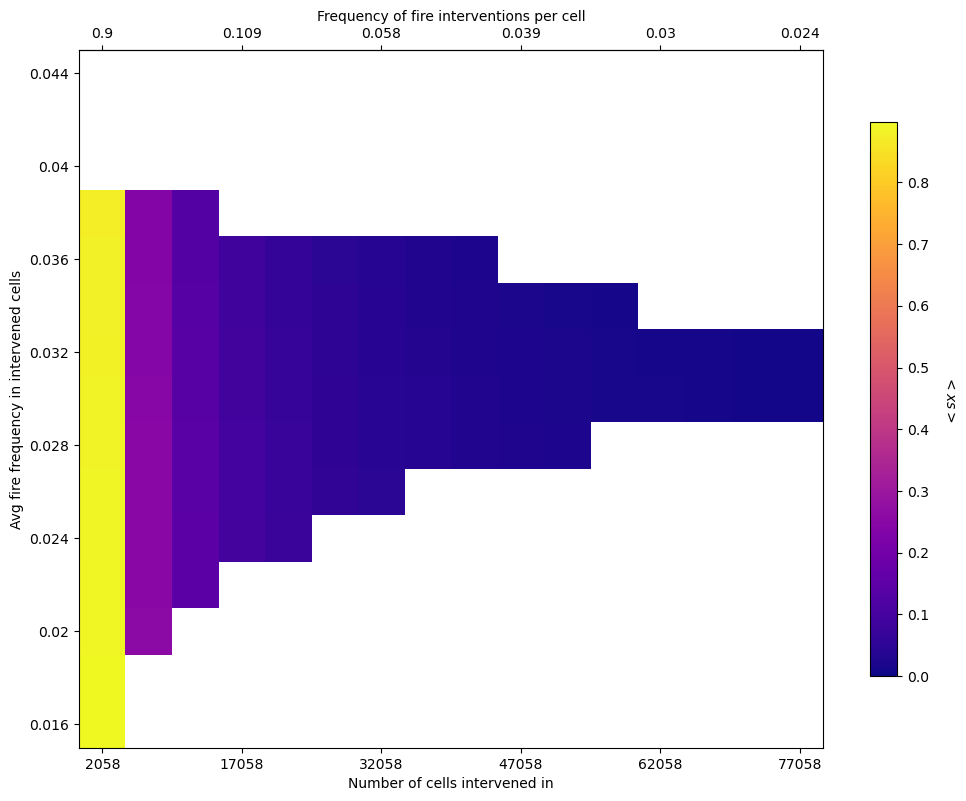 Frequency of fire interventions per cell
0.9 0.109 0.058 0.039 0.03 0.024
0.044
0.04
0.036
0.032
0.028
0.024
0.02
0.016
Avg fire frequency in intervened cells
2058 17058 32058 47058 62058 77058
Number of cells intervened in
0.8
0.7
0.6
0.5
0.4
0.3
0.2
0.1
0.0
< xs >